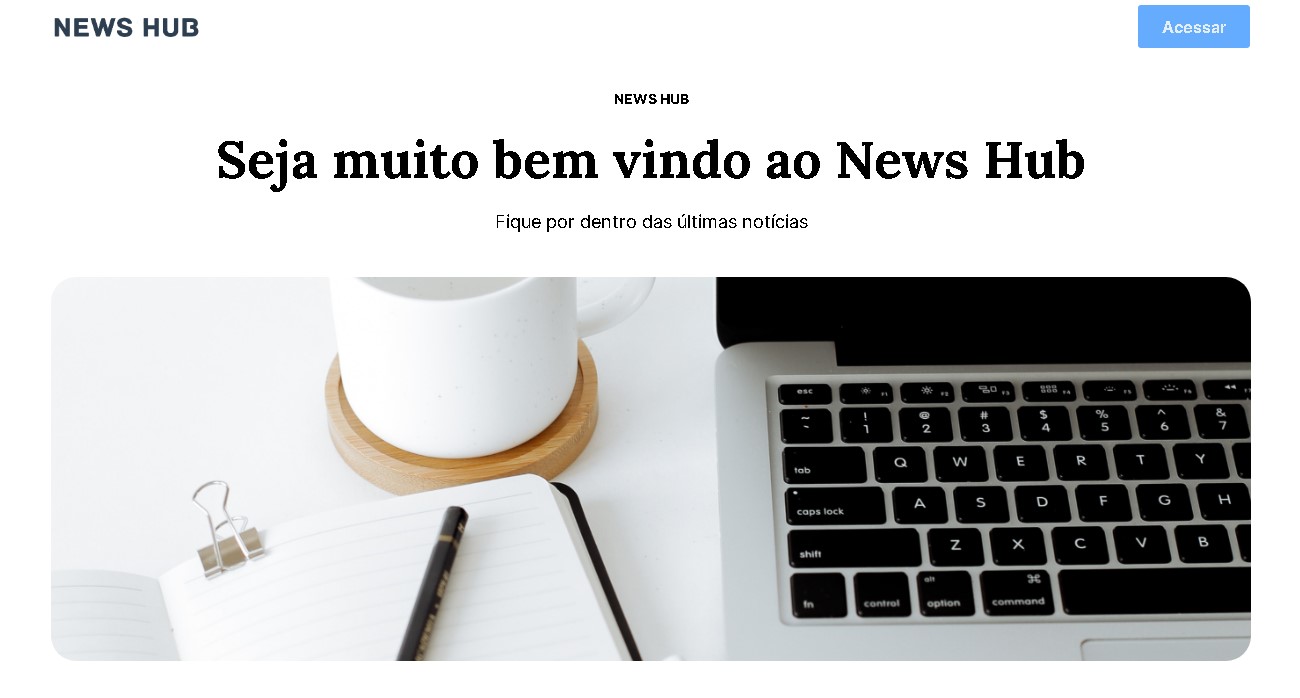 NEWS HUB
Acessar
NEWS HUB
Seja muito bem vindo ao News Hub
Fique por dentro das últimas notícias
esc F1 F2 F3 F4 F5 F6
~ ! @ # $ % ^ &
` 1 2 3 4 5 6 7
tab Q W E R T Y
caps lock A S D F G H
shift Z X C V B
alt ⌘
fn control option command